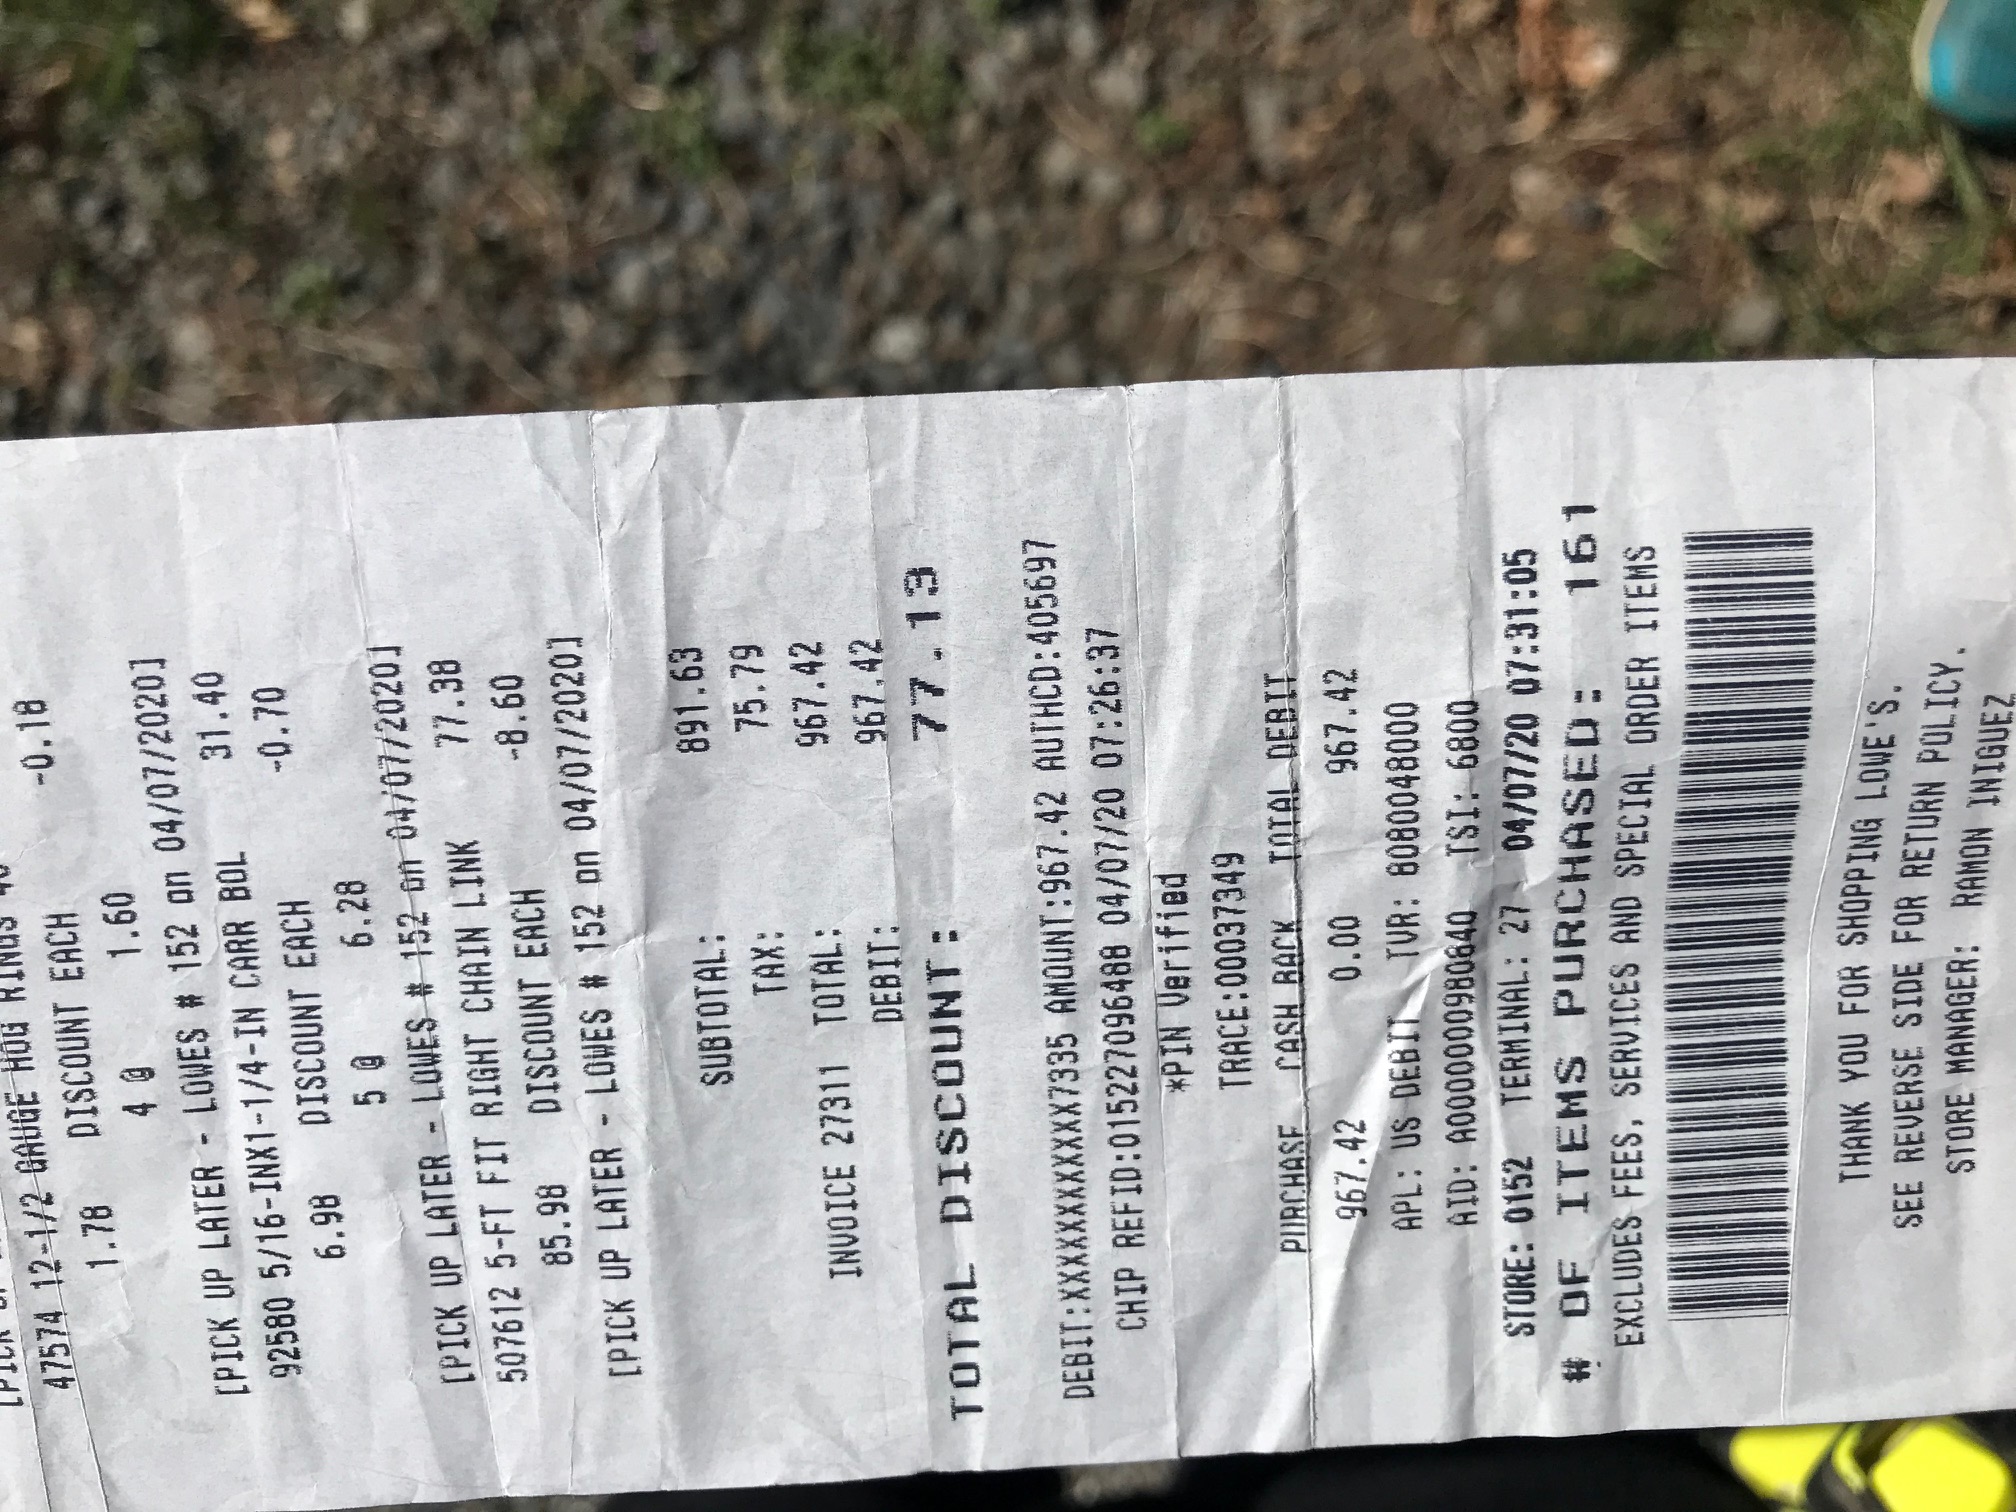 47574 12-1/2 GAUGE HOG RINGS 40
1.78 DISCOUNT EACH -0.18
4 @ 1.60
[PICK UP LATER - LOWES # 152 on 04/07/2020]
92580 5/16-INX1-1/4-IN CARR BOL 31.40
6.98 DISCOUNT EACH -0.70
5 @ 6.28
[PICK UP LATER - LOWES # 152 on 04/07/2020]
507612 5-FT FIT RIGHT CHAIN LINK 77.38
85.98 DISCOUNT EACH -8.60
[PICK UP LATER - LOWES # 152 on 04/07/2020]
SUBTOTAL: 891.63
TAX: 75.79
INVOICE 27311 TOTAL: 967.42
DEBIT: 967.42
TOTAL DISCOUNT: 77.13
DEBIT:XXXXXXXXXXXX7335 AMOUNT:967.42 AUTHCD:405697
CHIP REFID:015227096488 04/07/20 07:26:37
*PIN Verified
TRACE:00037349
PURCHASE CASH BACK TOTAL DEBIT
967.42 0.00 967.42
APL: US DEBIT TVR: 8080048000
AID: A0000000980840 TSI: 6800
STORE: 0152 TERMINAL: 27 04/07/20 07:31:05
# OF ITEMS PURCHASED: 161
EXCLUDES FEES, SERVICES AND SPECIAL ORDER ITEMS
THANK YOU FOR SHOPPING LOWE'S.
SEE REVERSE SIDE FOR RETURN POLICY.
STORE MANAGER: RAMON INIGUEZ